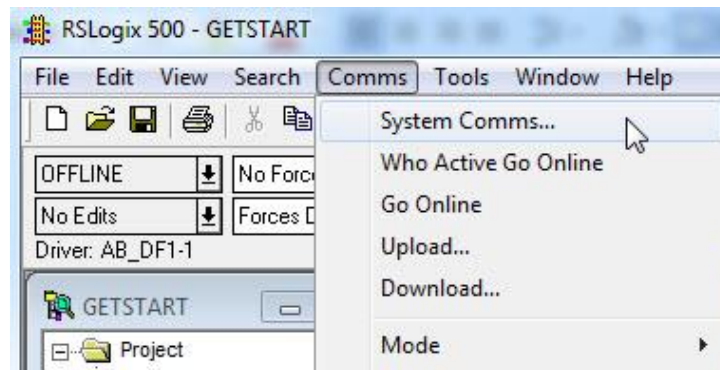 RSLogix 500 - GETSTART
File Edit View Search Comms Tools Window Help
System Comms...
OFFLINE
Who Active Go Online
No Edits
Forces
Go Online
Driver: AB_DF1-1
Upload...
Download...
GETSTART
Project
Mode